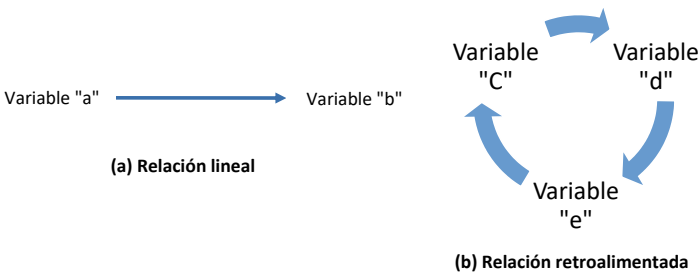 Variable "a"
Variable "b"
(a) Relación lineal
Variable
"C"
Variable
"d"
Variable
"e"
(b) Relación retroalimentada